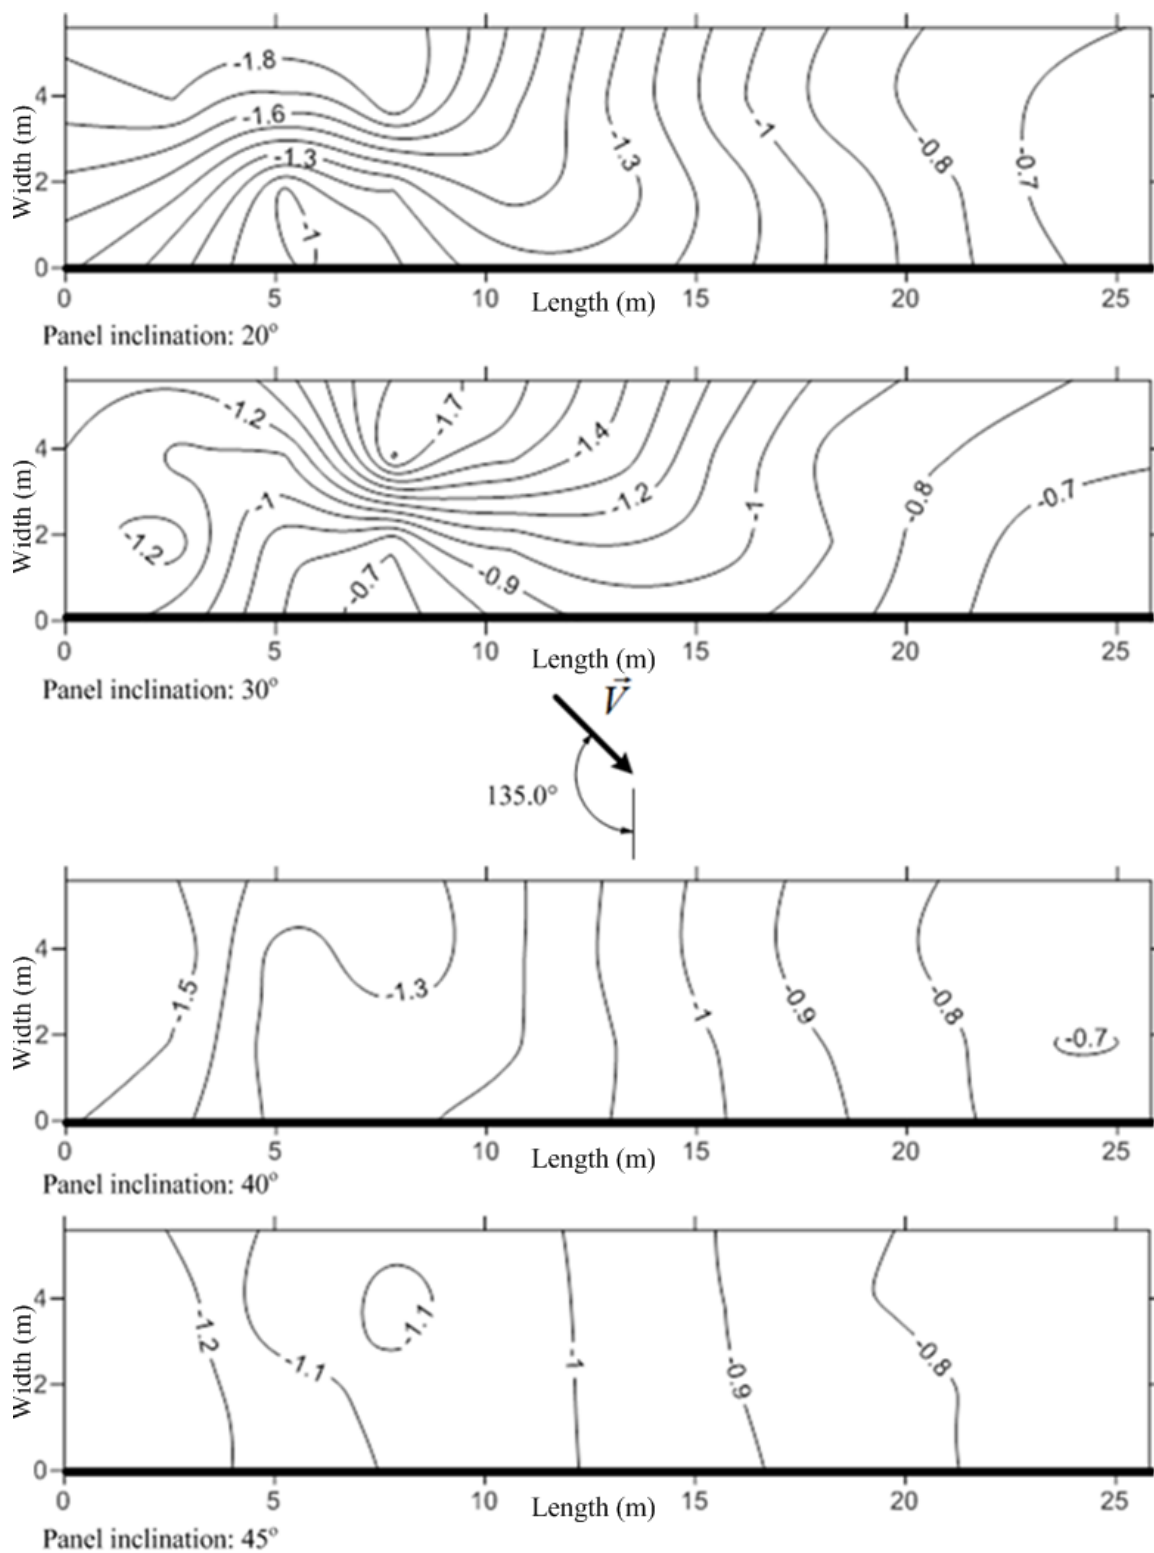 -1.8
4
-1.6
-1.3
-1
-0.8
-0.7
-1.3
Width (m)
2
-1
0
0 5 10 15 20 25
Length (m)
Panel inclination: 20°
-1.2
-1.7
4
-1.4
-1
-1.2
-1
-0.8
-0.7
Width (m)
2
-1.2
-0.7
-0.9
0
0 5 10 15 20 25
Length (m)
Panel inclination: 30°
V
135.0°
4
-1.5
-1.3
-1
-0.9
-0.8
-0.7
Width (m)
2
0
0 5 10 15 20 25
Length (m)
Panel inclination: 40°
4
-1.2
-1.1
-1.1
-1
-0.9
-0.8
Width (m)
2
0
0 5 10 15 20 25
Length (m)
Panel inclination: 45°